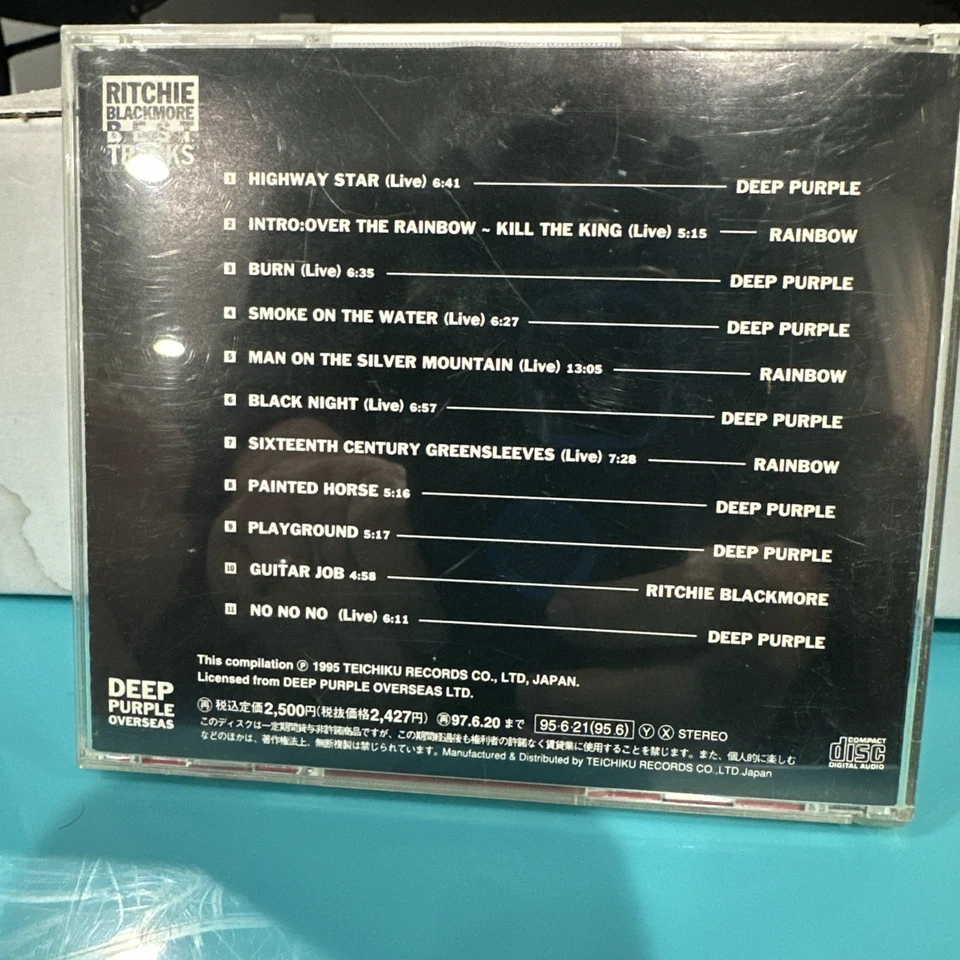 RITCHIE
BLACKMORE
BEST
TRACKS
1 HIGHWAY STAR (Live) 6:41 DEEP PURPLE
2 INTRO:OVER THE RAINBOW ~ KILL THE KING (Live) 5:15 RAINBOW
3 BURN (Live) 6:35 DEEP PURPLE
4 SMOKE ON THE WATER (Live) 6:27 DEEP PURPLE
5 MAN ON THE SILVER MOUNTAIN (Live) 13:05 RAINBOW
6 BLACK NIGHT (Live) 6:57 DEEP PURPLE
7 SIXTEENTH CENTURY GREENSLEEVES (Live) 7:28 RAINBOW
8 PAINTED HORSE 5:16 DEEP PURPLE
9 PLAYGROUND 5:17 DEEP PURPLE
10 GUITAR JOB 4:58 RITCHIE BLACKMORE
11 NO NO NO (Live) 6:11 DEEP PURPLE
This compilation ℗ 1995 TEICHIKU RECORDS CO., LTD, JAPAN.
Licensed from DEEP PURPLE OVERSEAS LTD.
DEEP
PURPLE
OVERSEAS
㊢税込定価2,500円(税抜価格2,427円) 97.6.20 まで 95·6·21(95.6) Ⓨ Ⓧ STEREO
このディスクは一定期間貸与非許諾商品ですが、この期間経過後も権利者の許諾なく賃貸業に使用することを禁じます。また、個人的に楽しむ
などのほかは、著作権法上、無断複製は禁じられています。Manufactured & Distributed by TEICHIKU RECORDS CO.,LTD.Japan
COMPACT
disc
DIGITAL AUDIO